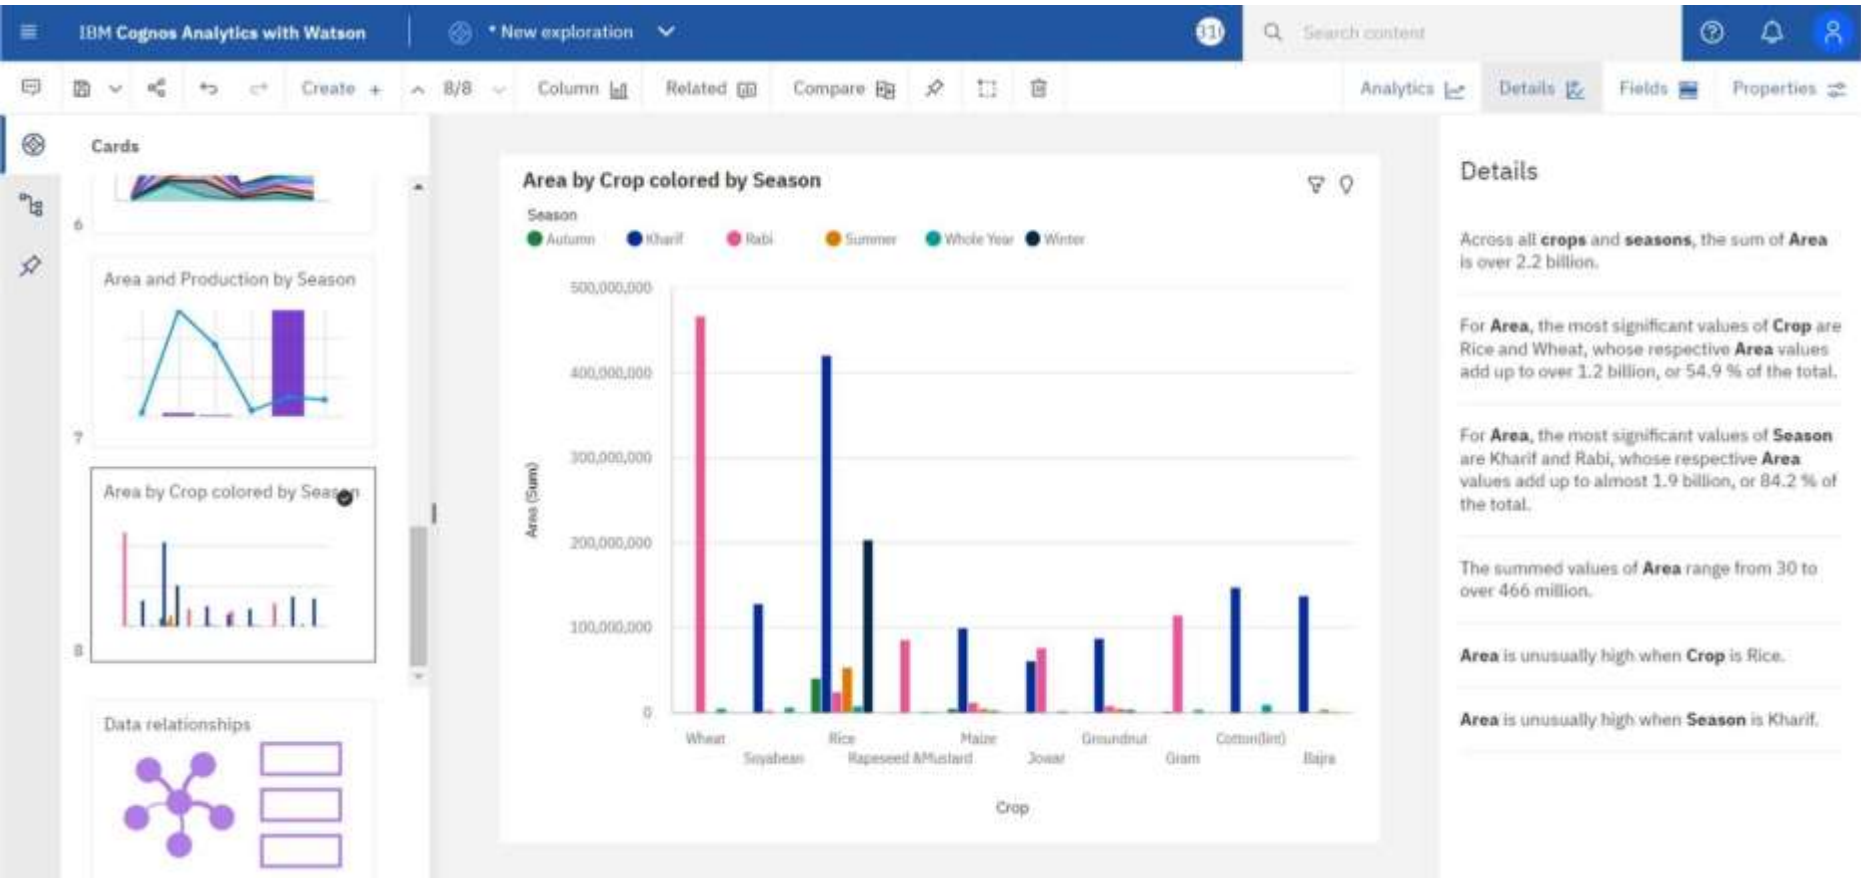 IBM Cognos Analytics with Watson
* New exploration
Search content
Create +
8/8
Column
Related
Compare
Analytics
Details
Fields
Properties
Cards
6
Area and Production by Season
7
Area by Crop colored by Season
8
Data relationships
Area by Crop colored by Season
Season
Autumn
Kharif
Rabi
Summer
Whole Year
Winter
500,000,000
400,000,000
300,000,000
200,000,000
100,000,000
0
Area (Sum)
Wheat
Soyabean
Rice
Rapeseed &Mustard
Maize
Jowar
Groundnut
Gram
Cotton(lint)
Bajra
Crop
Details
Across all crops and seasons, the sum of Area
is over 2.2 billion.
For Area, the most significant values of Crop are
Rice and Wheat, whose respective Area values
add up to over 1.2 billion, or 54.9 % of the total.
For Area, the most significant values of Season
are Kharif and Rabi, whose respective Area
values add up to almost 1.9 billion, or 84.2 % of
the total.
The summed values of Area range from 30 to
over 466 million.
Area is unusually high when Crop is Rice.
Area is unusually high when Season is Kharif.